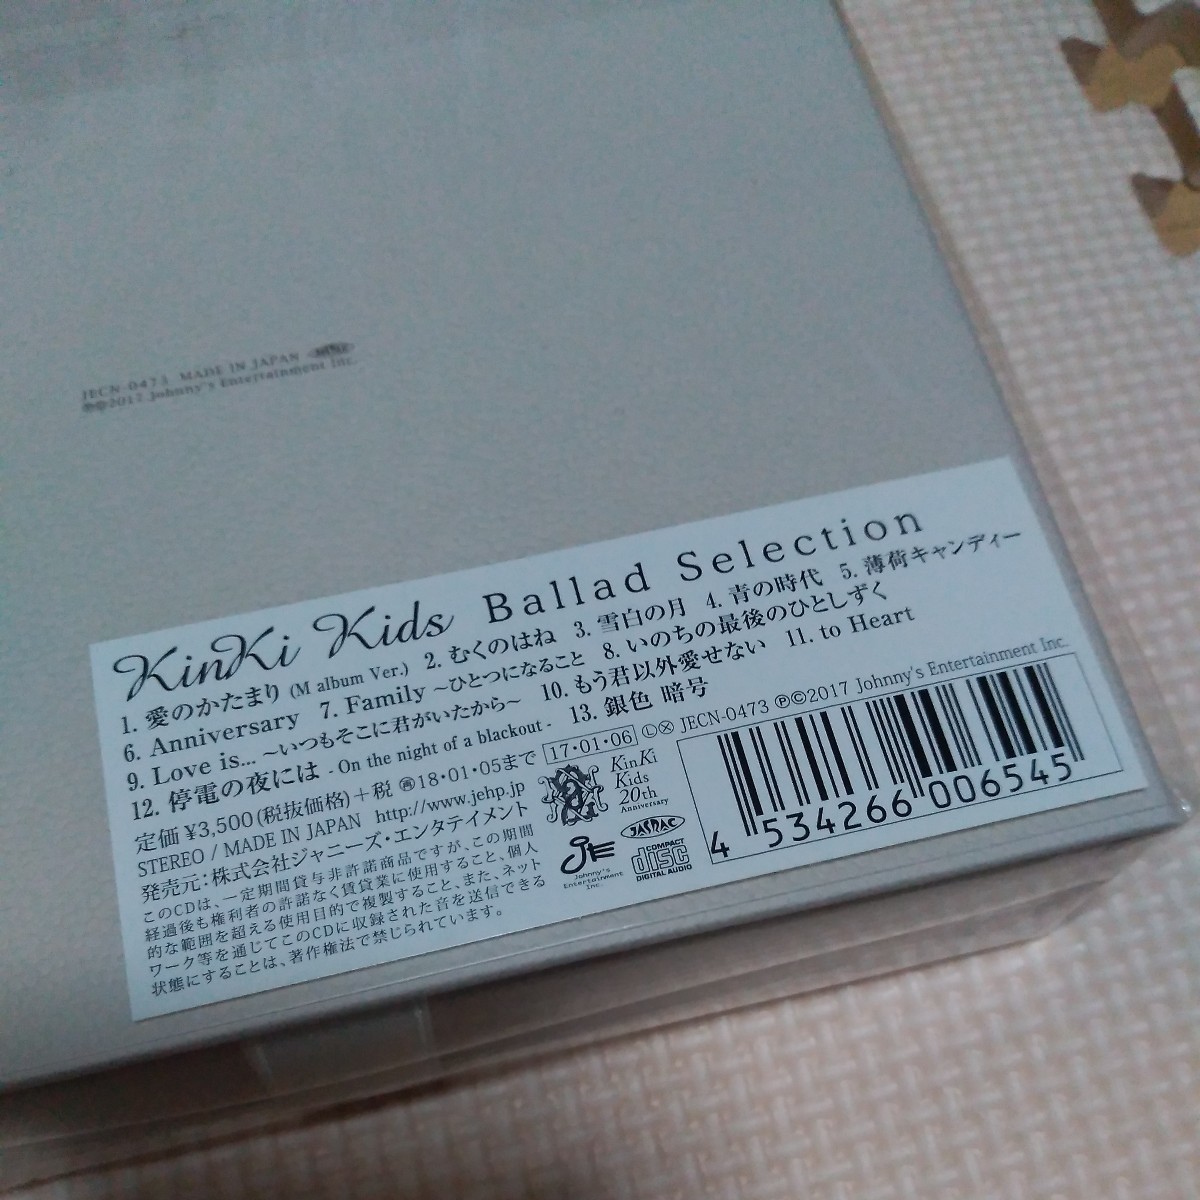 JECN-0473 MADE IN JAPAN
℗©2017 Johnny's Entertainment Inc.
KinKi Kids Ballad Selection
1. 愛のかたまり (M album Ver.) 2. むくのはね 3. 雪白の月 4. 青の時代 5. 薄荷キャンディー
6. Anniversary 7. Family ～ひとつになること 8. いのちの最後のひとしずく
9. Love is... ～いつもそこに君がいたから～ 10. もう君以外愛せない 11. to Heart
12. 停電の夜には - On the night of a blackout - 13. 銀色 暗号
定価 ¥3,500(税抜価格)＋税 ㊢18・01・05まで 17・01・06 Ⓛⓧ JECN-0473 ℗©2017 Johnny's Entertainment Inc.
STEREO / MADE IN JAPAN http://www.jehp.jp
発売元：株式会社ジャニーズ・エンタテイメント
このCDは、一定期間貸与非許諾商品ですが、この期間
経過後も権利者の許諾なく賃貸業に使用すること、個人
的な範囲を超える使用目的で複製すること、また、ネット
ワーク等を通じてこのCDに収録された音を送信できる
状態にすることは、著作権法で禁じられています。
KinKi
Kids
20th
Anniversary
JE
Johnny's
Entertainment
Inc.
JASRAC
COMPACT
disc
DIGITAL AUDIO
4 534266 006545